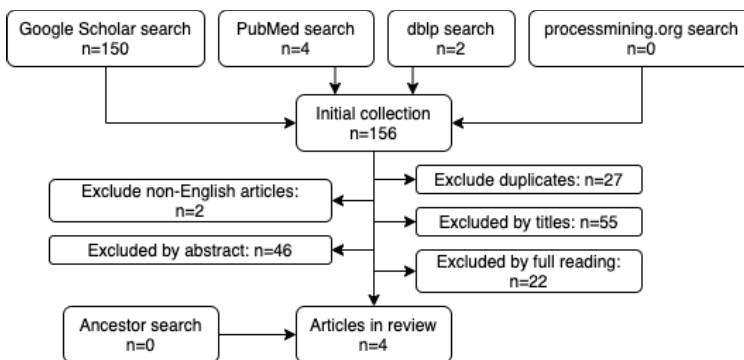 Google Scholar search
n=150
PubMed search
n=4
dblp search
n=2
processmining.org search
n=0
Initial collection
n=156
Exclude duplicates: n=27
Exclude non-English articles:
n=2
Excluded by titles: n=55
Excluded by abstract: n=46
Excluded by full reading:
n=22
Ancestor search
n=0
Articles in review
n=4